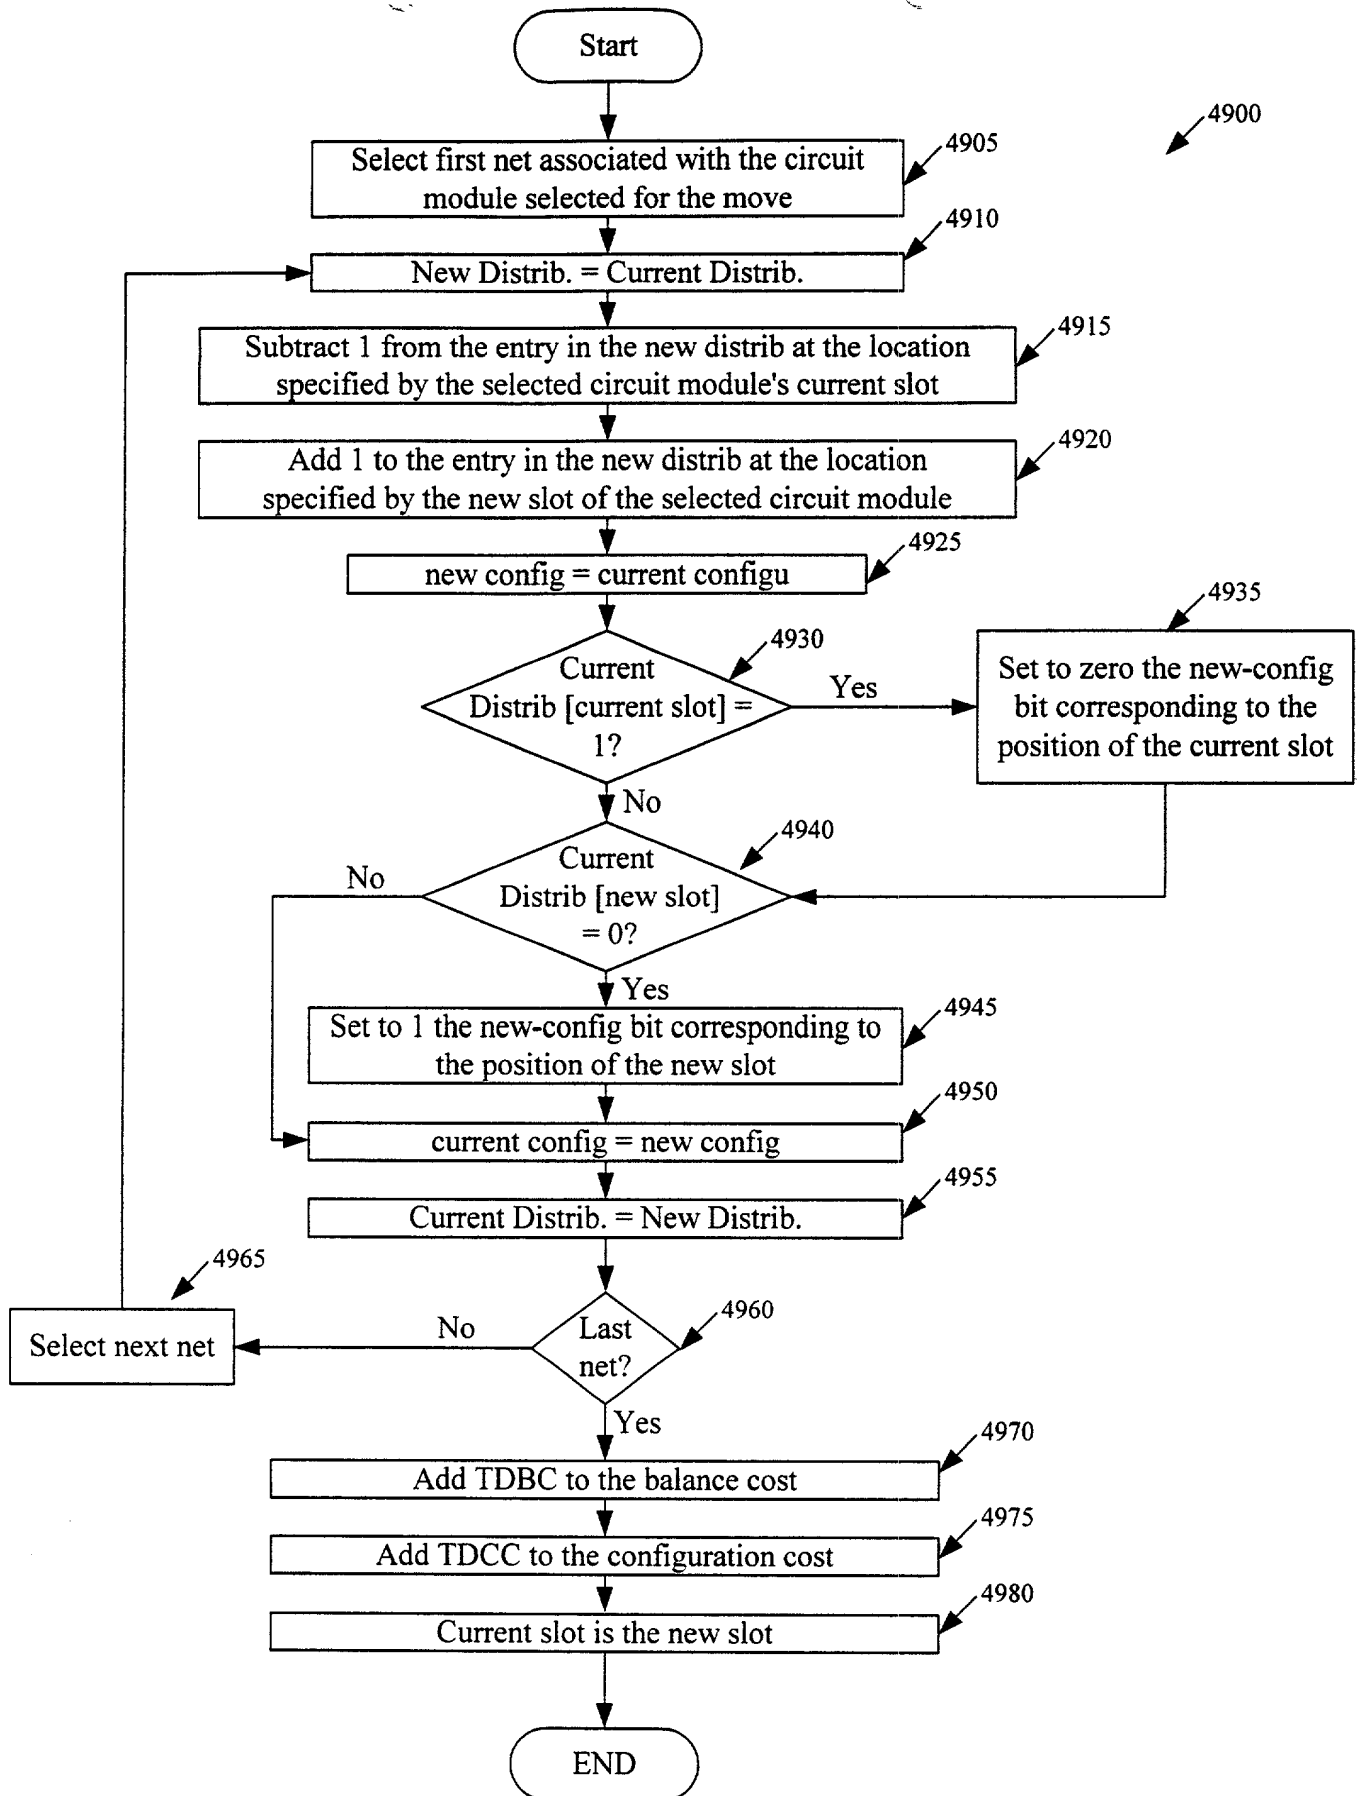 Start
4900
4905
Select first net associated with the circuit
module selected for the move
4910
New Distrib. = Current Distrib.
4915
Subtract 1 from the entry in the new distrib at the location
specified by the selected circuit module's current slot
4920
Add 1 to the entry in the new distrib at the location
specified by the new slot of the selected circuit module
4925
new config = current configu
4930
Current
Distrib [current slot] =
1?
Yes
4935
Set to zero the new-config
bit corresponding to the
position of the current slot
No
4940
Current
Distrib [new slot]
= 0?
No
Yes
4945
Set to 1 the new-config bit corresponding to
the position of the new slot
4950
current config = new config
4955
Current Distrib. = New Distrib.
4960
Last
net?
No
4965
Select next net
Yes
4970
Add TDBC to the balance cost
4975
Add TDCC to the configuration cost
4980
Current slot is the new slot
END